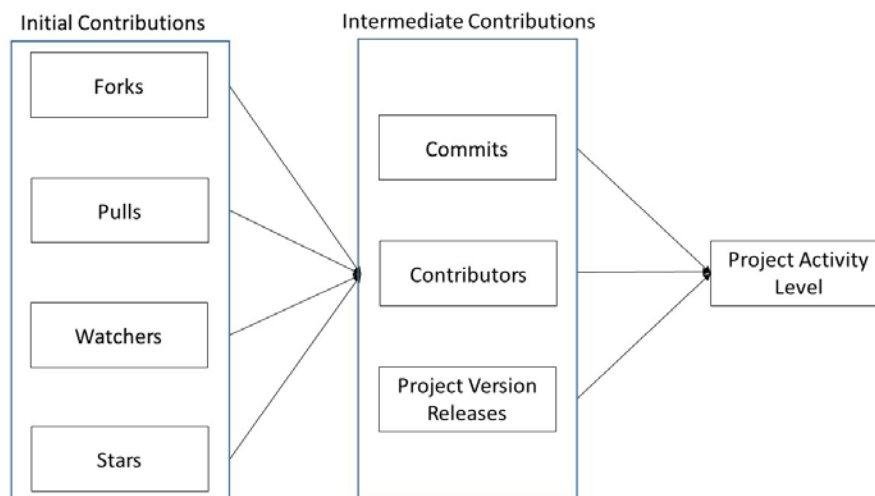 Initial Contributions
Forks
Pulls
Watchers
Stars
Intermediate Contributions
Commits
Contributors
Project Version
Releases
Project Activity
Level